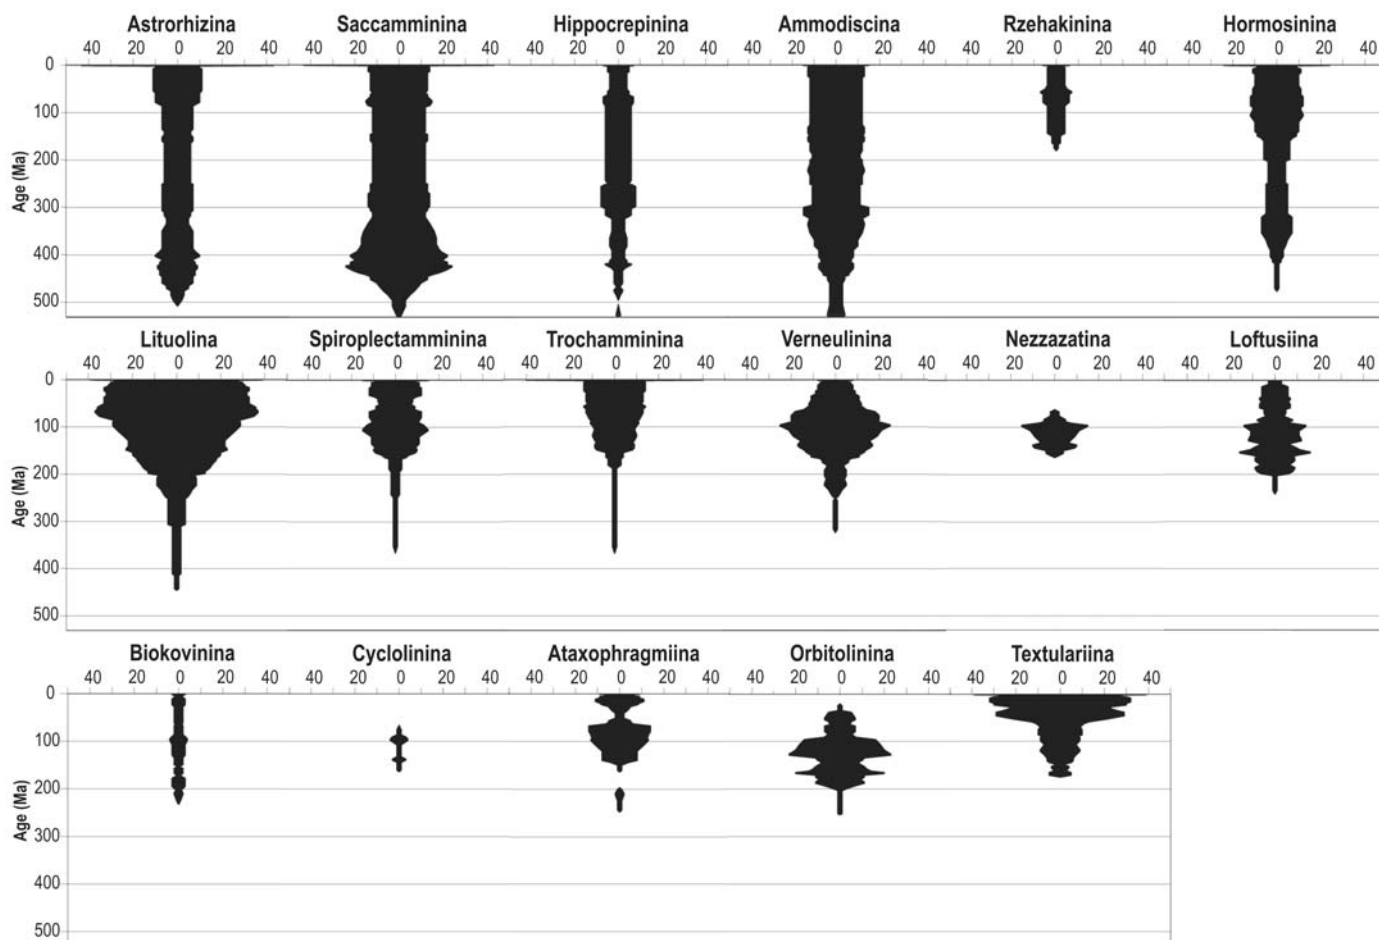 Astrorhizina Saccamminina Hippocrepinina Ammodiscina Rzehakinina Hormosinina
40 20 0 20 40 40 20 0 20 40 40 20 0 20 40 40 20 0 20 40 40 20 0 20 40 40 20 0 20 40
0
100
200
300
400
500
Age (Ma)
Lituolina Spiroplectamminina Trochamminina Verneulinina Nezzazatina Loftusiina
40 20 0 20 40 40 20 0 20 40 40 20 0 20 40 40 20 0 20 40 40 20 0 20 40 40 20 0 20 40
0
100
200
300
400
500
Age (Ma)
Biokovinina Cyclolinina Ataxophragmiina Orbitolinina Textulariina
40 20 0 20 40 40 20 0 20 40 40 20 0 20 40 40 20 0 20 40 40 20 0 20 40
0
100
200
300
400
500
Age (Ma)